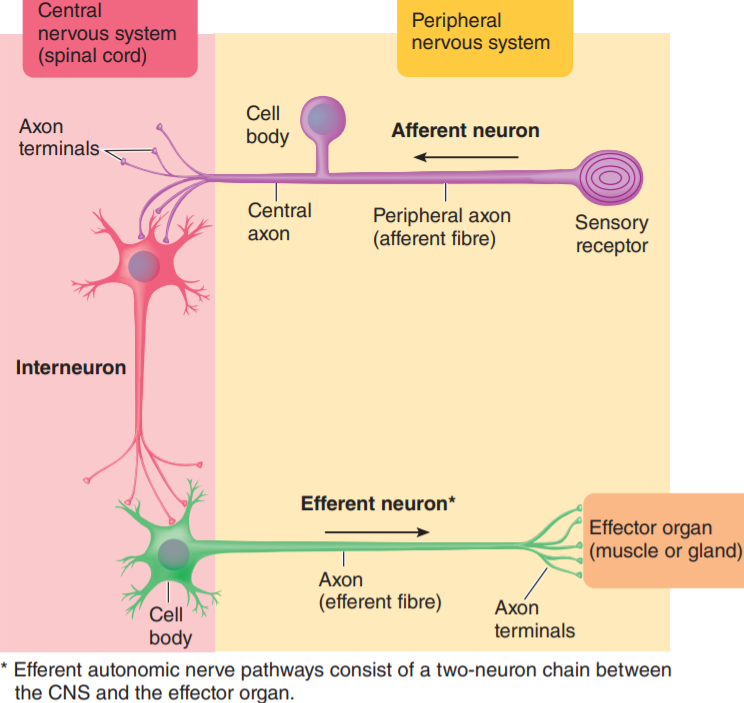 Central
nervous system
(spinal cord)
Peripheral
nervous system
Axon
terminals
Cell
body
Afferent neuron
Central
axon
Peripheral axon
(afferent fibre)
Sensory
receptor
Interneuron
Efferent neuron*
Effector organ
(muscle or gland)
Axon
(efferent fibre)
Axon
terminals
Cell
body
* Efferent autonomic nerve pathways consist of a two-neuron chain between
the CNS and the effector organ.